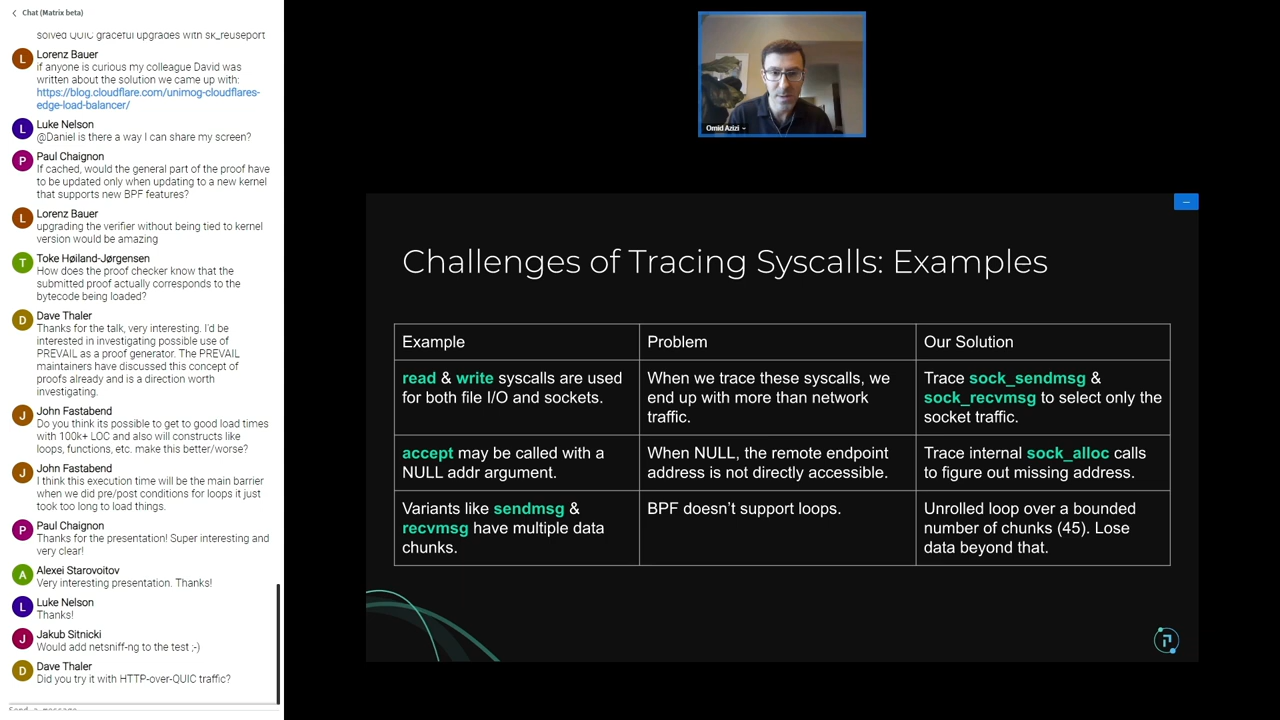 Chat (Matrix beta)
solved QUIC graceful upgrades with sk_reuseport
Lorenz Bauer
if anyone is curious my colleague David was
written about the solution we came up with:
https://blog.cloudflare.com/unimog-cloudflares-
edge-load-balancer/
Luke Nelson
@Daniel is there a way I can share my screen?
Paul Chaignon
If cached, would the general part of the proof have
to be updated only when updating to a new kernel
that supports new BPF features?
Lorenz Bauer
upgrading the verifier without being tied to kernel
version would be amazing
Toke Høiland-Jørgensen
How does the proof checker know that the
submitted proof actually corresponds to the
bytecode being loaded?
Dave Thaler
Thanks for the talk, very interesting. I'd be
interested in investigating possible use of
PREVAIL as a proof generator. The PREVAIL
maintainers have discussed this concept of
proofs already and is a direction worth
investigating.
John Fastabend
Do you think its possible to get to good load times
with 100k+ LOC and also will constructs like
loops, functions, etc. make this better/worse?
John Fastabend
I think this execution time will be the main barrier
when we did pre/post conditions for loops it just
took too long to load things.
Paul Chaignon
Thanks for the presentation! Super interesting and
very clear!
Alexei Starovoitov
Very interesting presentation. Thanks!
Luke Nelson
Thanks!
Jakub Sitnicki
Would add netsniff-ng to the test ;-)
Dave Thaler
Did you try it with HTTP-over-QUIC traffic?
Send a message
L
L
P
L
T
D
J
J
P
A
L
J
D
Omid Azizi
Challenges of Tracing Syscalls: Examples
Example
Problem
Our Solution
read & write syscalls are used
for both file I/O and sockets.
When we trace these syscalls, we
end up with more than network
traffic.
Trace sock_sendmsg &
sock_recvmsg to select only the
socket traffic.
accept may be called with a
NULL addr argument.
When NULL, the remote endpoint
address is not directly accessible.
Trace internal sock_alloc calls
to figure out missing address.
Variants like sendmsg &
recvmsg have multiple data
chunks.
BPF doesn't support loops.
Unrolled loop over a bounded
number of chunks (45). Lose
data beyond that.